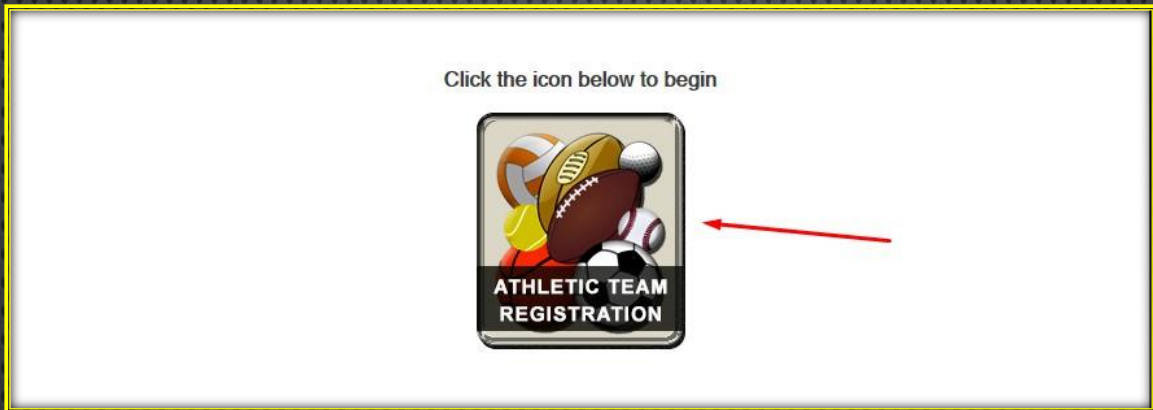 Click the icon below to begin
ATHLETIC TEAM
REGISTRATION